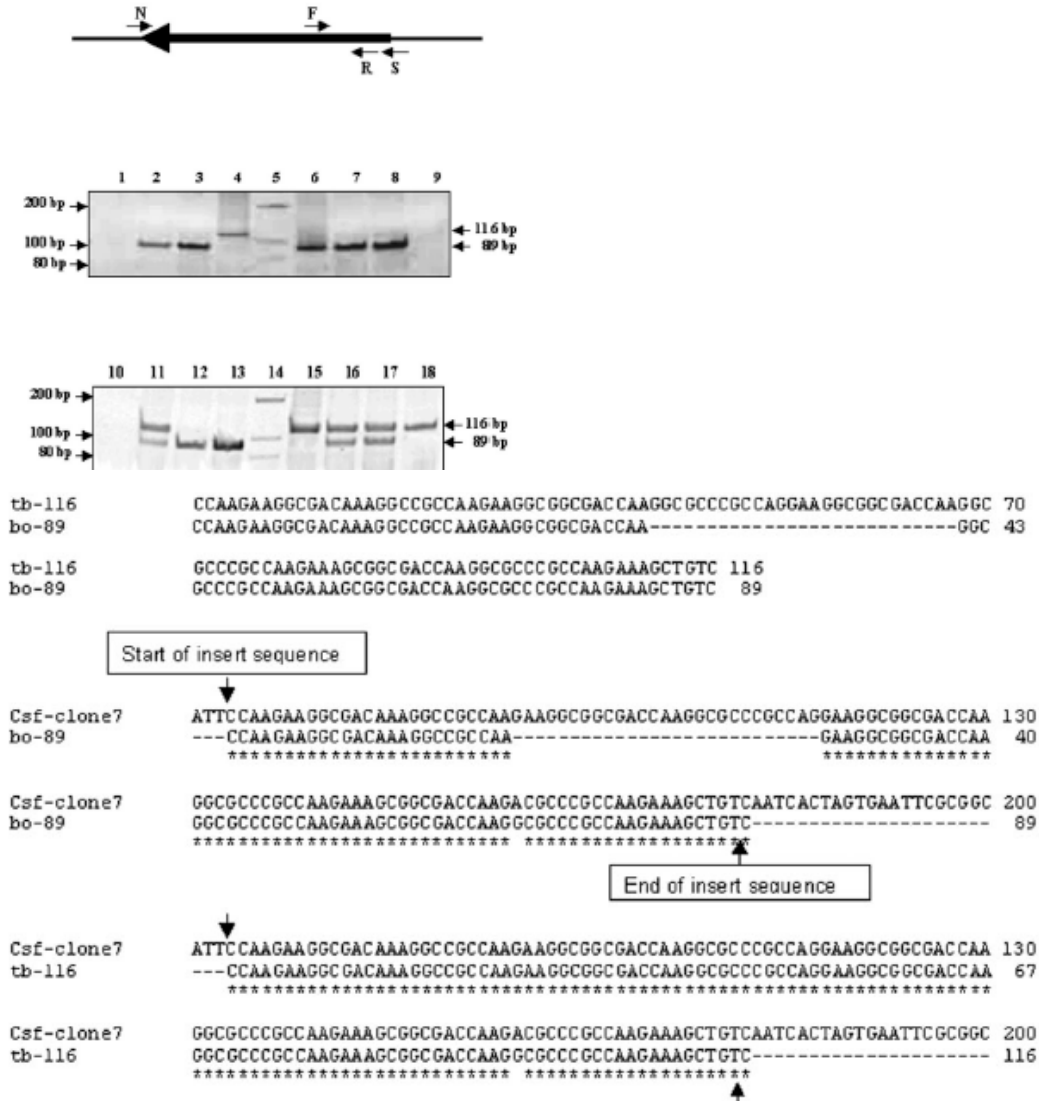 N F
R S
1 2 3 4 5 6 7 8 9
200 bp
116 bp
100 bp 89 bp
80 bp
10 11 12 13 14 15 16 17 18
200 bp
116 bp
100 bp 89 bp
80 bp
tb-116 CCAAGAAGGCGACAAAGGCCGCCAAGAAGGCGGCGACCAAGGCGCCCGCCAGGAAGGCGGCGACCAAGGC 70
bo-89 CCAAGAAGGCGACAAAGGCCGCCAAGAAGGCGGCGACCAA---------------------------GGC 43
tb-116 GCCCGCCAAGAAAGCGGCGACCAAGGCGCCCGCCAAGAAAGCTGTC 116
bo-89 GCCCGCCAAGAAAGCGGCGACCAAGGCGCCCGCCAAGAAAGCTGTC 89
Start of insert sequence
Csf-clone7 ATTCCAAGAAGGCGACAAAGGCCGCCAAGAAGGCGGCGACCAAGGCGCCCGCCAGGAAGGCGGCGACCAA 130
bo-89 ---CCAAGAAGGCGACAAAGGCCGCCAA---------------------------GAAGGCGGCGACCAA 40
************************* ***************
Csf-clone7 GGCGCCCGCCAAGAAAGCGGCGACCAAGACGCCCGCCAAGAAAGCTGTCAATCACTAGTGAATTCGCGGC 200
bo-89 GGCGCCCGCCAAGAAAGCGGCGACCAAGGCGCCCGCCAAGAAAGCTGTC--------------------- 89
**************************** ********************
End of insert sequence
Csf-clone7 ATTCCAAGAAGGCGACAAAGGCCGCCAAGAAGGCGGCGACCAAGGCGCCCGCCAGGAAGGCGGCGACCAA 130
tb-116 ---CCAAGAAGGCGACAAAGGCCGCCAAGAAGGCGGCGACCAAGGCGCCCGCCAGGAAGGCGGCGACCAA 67
*******************************************************************
Csf-clone7 GGCGCCCGCCAAGAAAGCGGCGACCAAGACGCCCGCCAAGAAAGCTGTCAATCACTAGTGAATTCGCGGC 200
tb-116 GGCGCCCGCCAAGAAAGCGGCGACCAAGGCGCCCGCCAAGAAAGCTGTC--------------------- 116
**************************** ********************